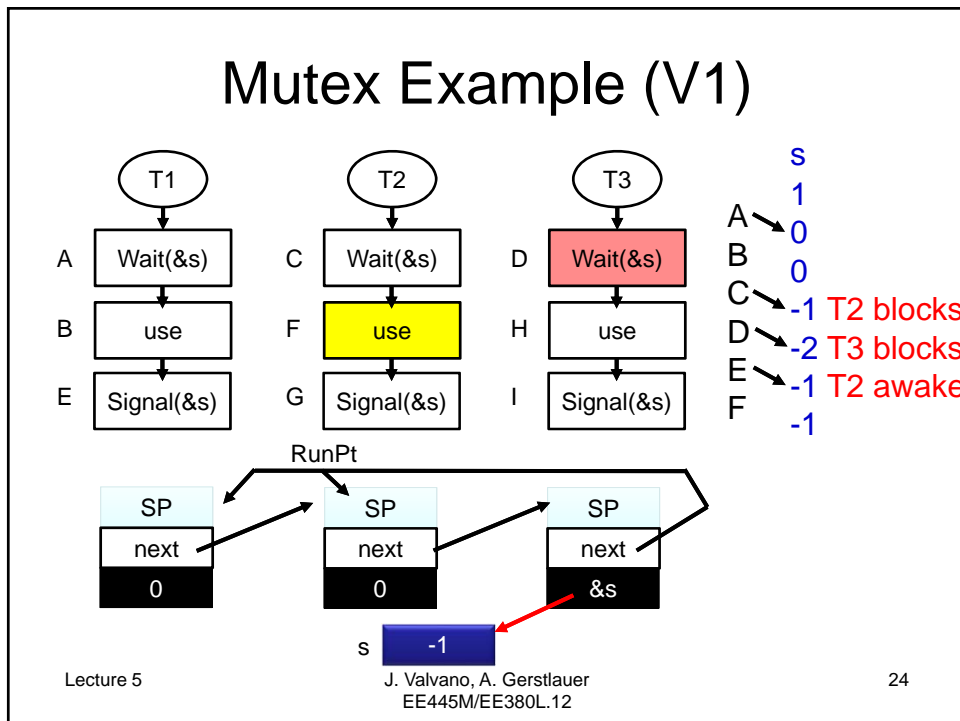 Mutex Example (V1)
T1
T2
T3
A
Wait(&s)
C
Wait(&s)
D
Wait(&s)
B
use
F
use
H
use
E
Signal(&s)
G
Signal(&s)
I
Signal(&s)
s
1
A
0
B
0
C
-1 T2 blocks
D
-2 T3 blocks
E
-1 T2 awake
F
-1
RunPt
SP
SP
SP
next
next
next
0
0
&s
s
-1
Lecture 5
J. Valvano, A. Gerstlauer
EE445M/EE380L.12
24